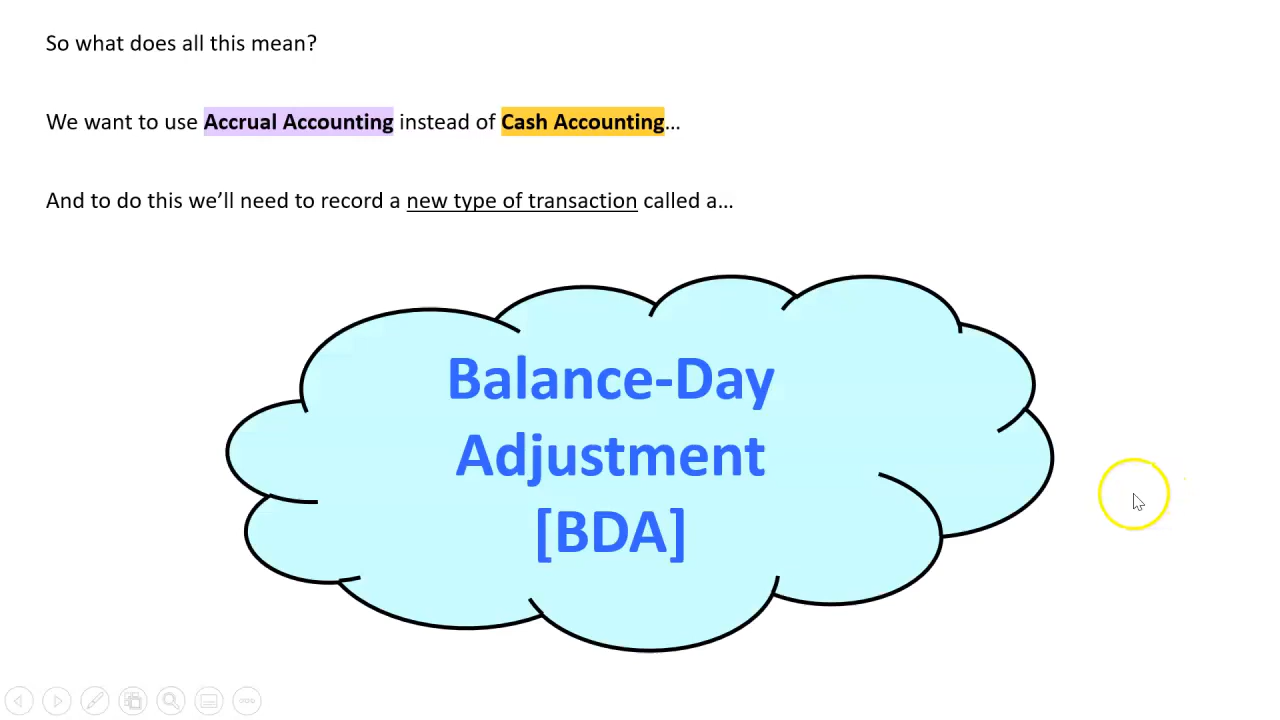 So what does all this mean?
We want to use Accrual Accounting instead of Cash Accounting…
And to do this we’ll need to record a new type of transaction called a…
Balance-Day
Adjustment
[BDA]